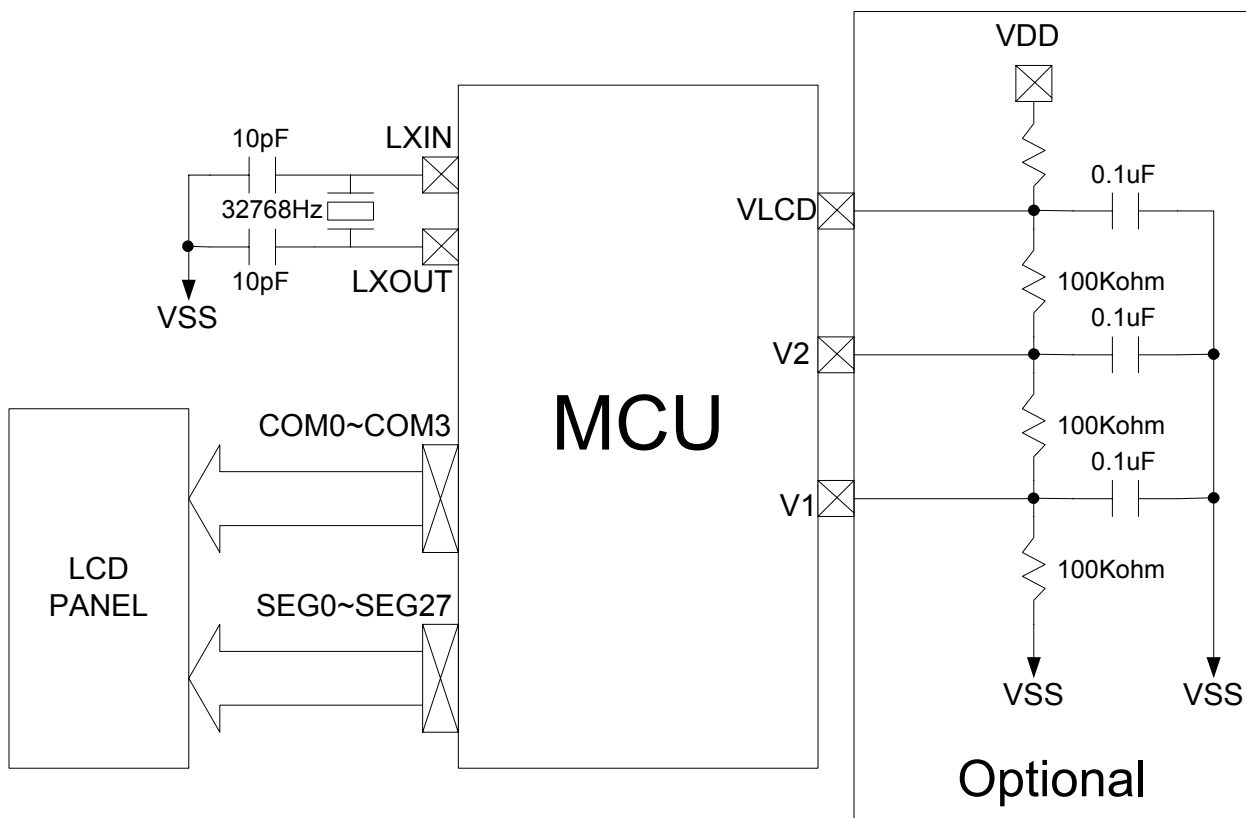 VDD
10pF
LXIN
32768Hz
LXOUT
10pF
VSS
0.1uF
VLCD
100Kohm
0.1uF
V2
MCU
COM0~COM3
100Kohm
0.1uF
V1
LCD
PANEL
100Kohm
SEG0~SEG27
VSS
VSS
Optional